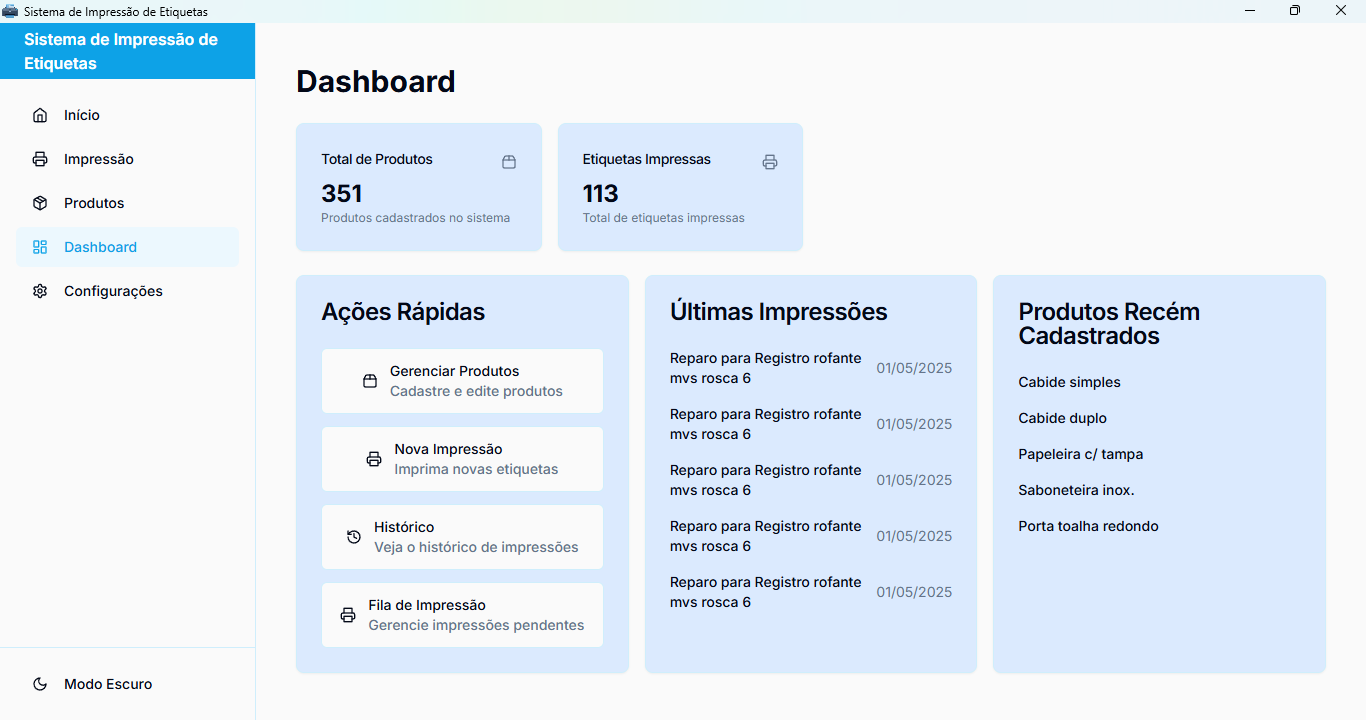 Sistema de Impressão de Etiquetas
Sistema de Impressão de
Etiquetas
Início
Impressão
Produtos
Dashboard
Configurações
Modo Escuro
Dashboard
Total de Produtos
351
Produtos cadastrados no sistema
Etiquetas Impressas
113
Total de etiquetas impressas
Ações Rápidas
Gerenciar Produtos
Cadastre e edite produtos
Nova Impressão
Imprima novas etiquetas
Histórico
Veja o histórico de impressões
Fila de Impressão
Gerencie impressões pendentes
Últimas Impressões
Reparo para Registro rofante
mvs rosca 6
01/05/2025
Reparo para Registro rofante
mvs rosca 6
01/05/2025
Reparo para Registro rofante
mvs rosca 6
01/05/2025
Reparo para Registro rofante
mvs rosca 6
01/05/2025
Reparo para Registro rofante
mvs rosca 6
01/05/2025
Produtos Recém
Cadastrados
Cabide simples
Cabide duplo
Papeleira c/ tampa
Saboneteira inox.
Porta toalha redondo